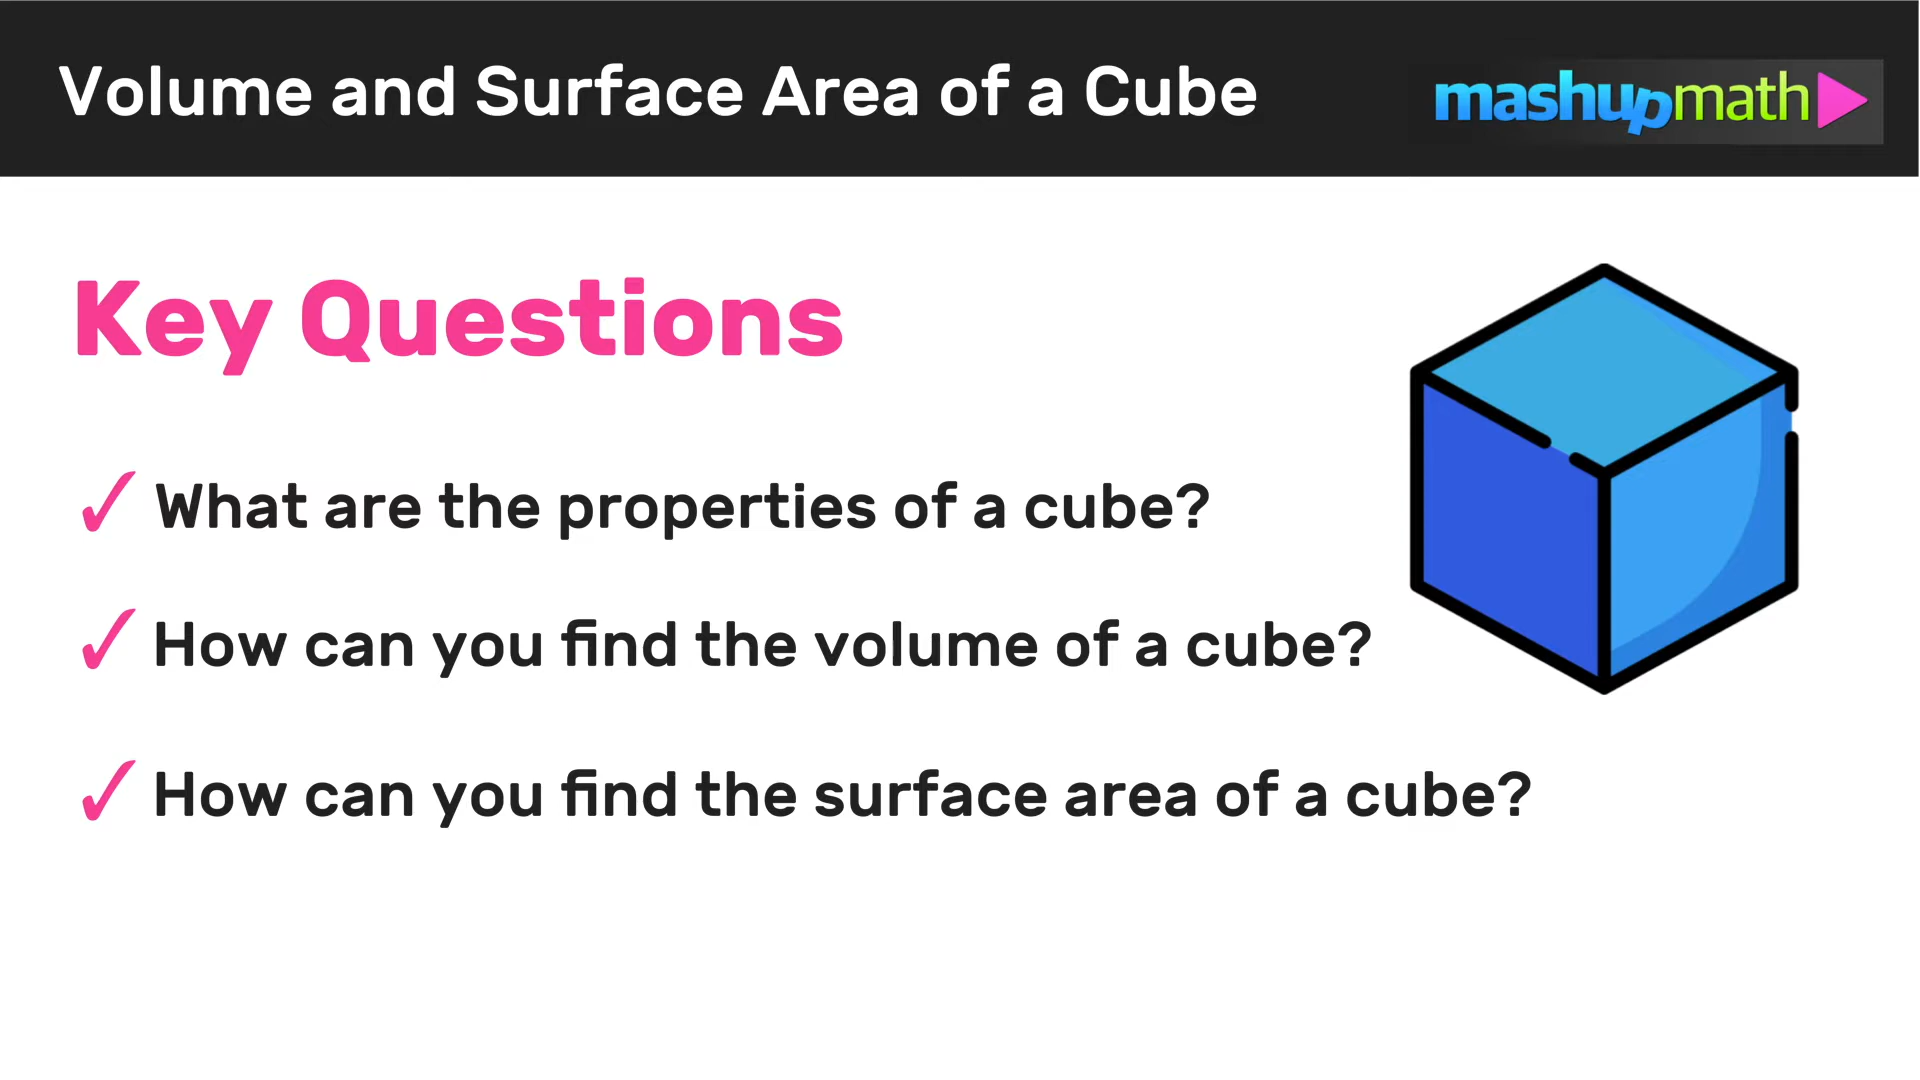 Volume and Surface Area of a Cube
mashupmath
Key Questions
✓ What are the properties of a cube?
✓ How can you find the volume of a cube?
✓ How can you find the surface area of a cube?